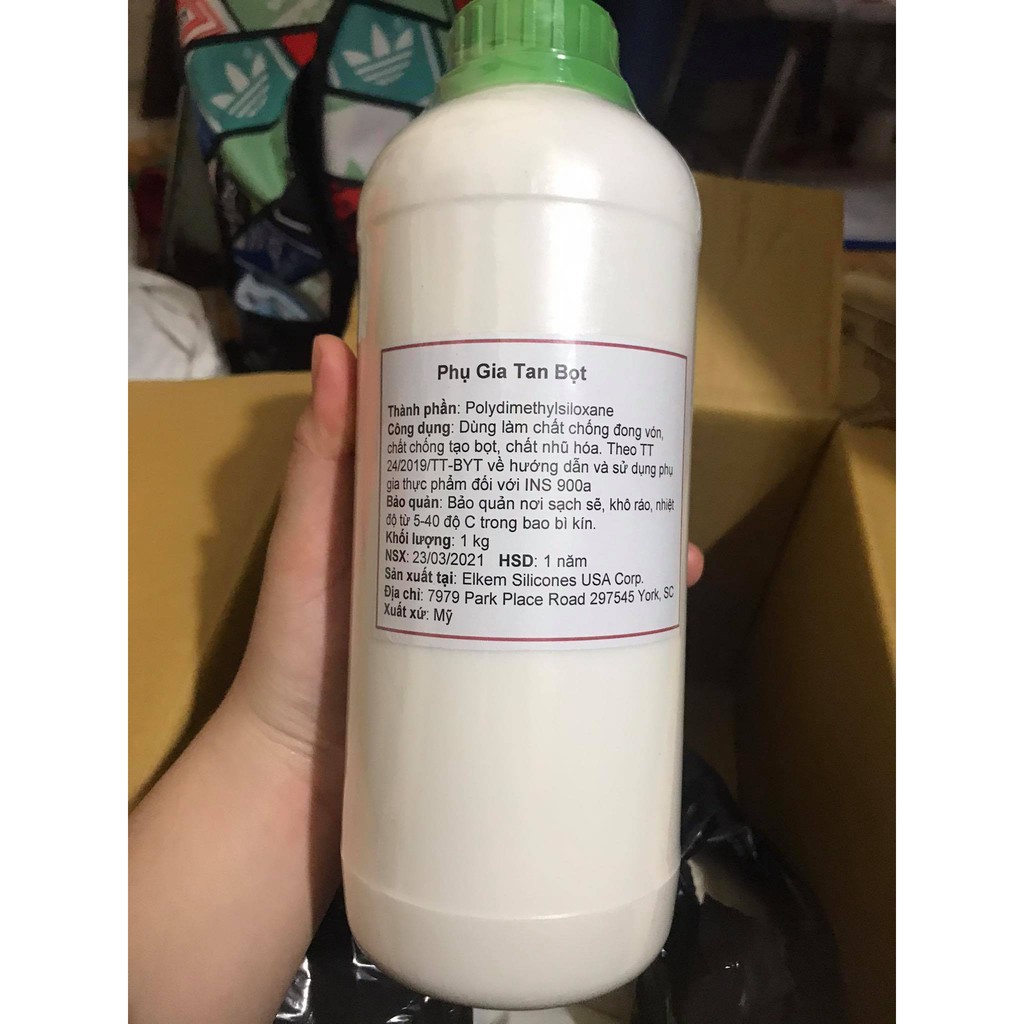 Phụ Gia Tan Bọt
Thành phần: Polydimethylsiloxane
Công dụng: Dùng làm chất chống đong vón,
chất chống tạo bọt, chất nhũ hóa. Theo TT
24/2019/TT-BYT về hướng dẫn và sử dụng phụ
gia thực phẩm đối với INS 900a
Bảo quản: Bảo quản nơi sạch sẽ, khô ráo, nhiệt
độ từ 5-40 độ C trong bao bì kín.
Khối lượng: 1 kg
NSX: 23/03/2021 HSD: 1 năm
Sản xuất tại: Elkem Silicones USA Corp.
Địa chỉ: 7979 Park Place Road 297545 York, SC
Xuất xứ: Mỹ